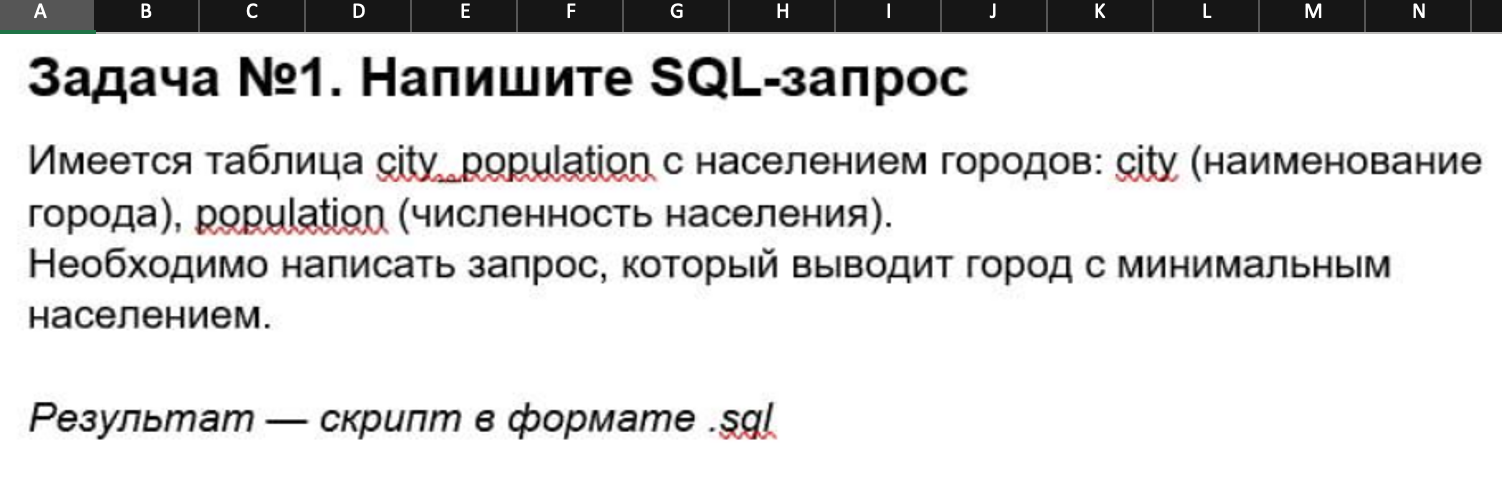 A B C D E F G H I J K L M N
Задача №1. Напишите SQL-запрос
Имеется таблица city_population с населением городов: city (наименование
города), population (численность населения).
Необходимо написать запрос, который выводит город с минимальным
населением.
Результат — скрипт в формате .sql